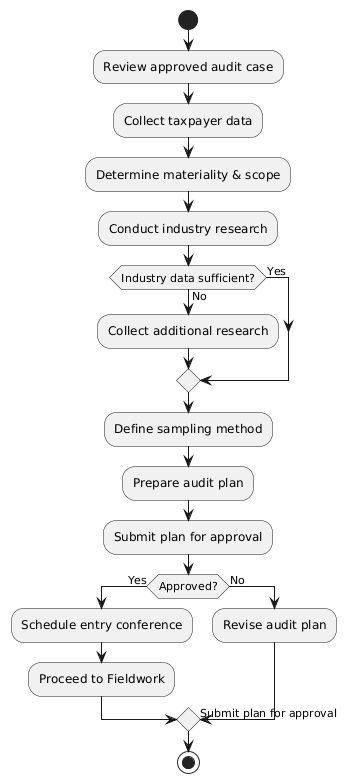 Review approved audit case
Collect taxpayer data
Determine materiality & scope
Conduct industry research
Industry data sufficient?
Yes
No
Collect additional research
Define sampling method
Prepare audit plan
Submit plan for approval
Yes
Approved?
No
Schedule entry conference
Revise audit plan
Proceed to Fieldwork
Submit plan for approval